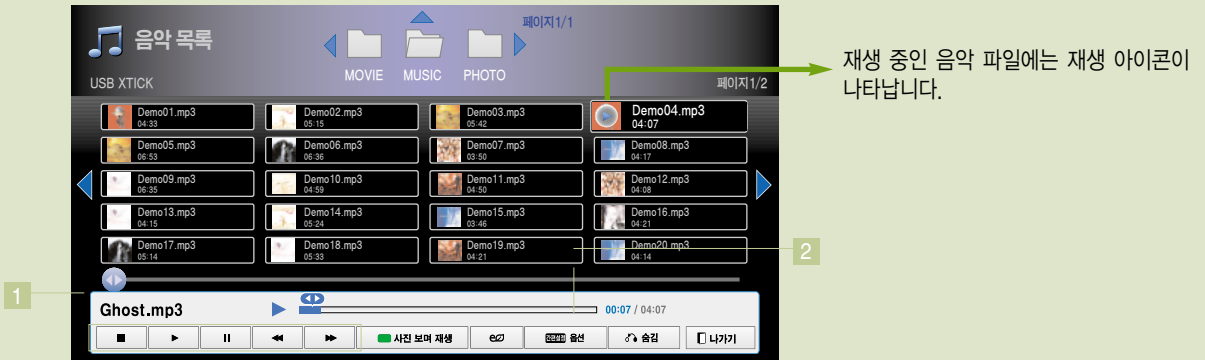 음악 목록
페이지1/1
MOVIE
MUSIC
PHOTO
USB XTICK
페이지1/2
재생 중인 음악 파일에는 재생 아이콘이
나타납니다.
Demo01.mp3
04:33
Demo02.mp3
05:15
Demo03.mp3
05:42
Demo04.mp3
04:07
Demo05.mp3
06:53
Demo06.mp3
06:36
Demo07.mp3
03:50
Demo08.mp3
04:17
Demo09.mp3
06:35
Demo10.mp3
04:59
Demo11.mp3
04:50
Demo12.mp3
04:08
Demo13.mp3
04:15
Demo14.mp3
05:24
Demo15.mp3
03:46
Demo16.mp3
04:21
Demo17.mp3
05:14
Demo18.mp3
05:33
Demo19.mp3
04:21
Demo20.mp3
04:14
2
1
Ghost.mp3
00:07 / 04:07
사진 보며 재생
간편설정 옵션
숨김
나가기